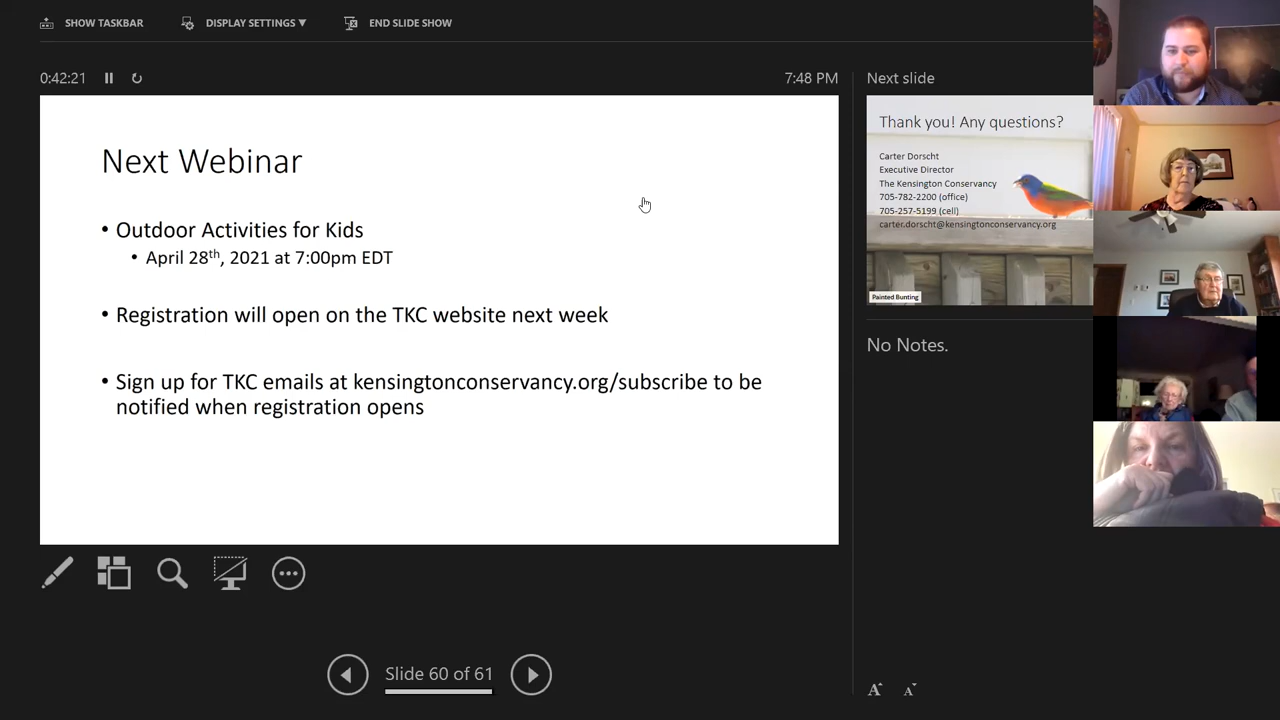 SHOW TASKBAR
DISPLAY SETTINGS ▼
END SLIDE SHOW
0:42:21
7:48 PM
Next Webinar
• Outdoor Activities for Kids
• April 28th, 2021 at 7:00pm EDT
• Registration will open on the TKC website next week
• Sign up for TKC emails at kensingtonconservancy.org/subscribe to be
notified when registration opens
Slide 60 of 61
Next slide
Thank you! Any questions?
Carter Dorscht
Executive Director
The Kensington Conservancy
705-782-2200 (office)
705-257-5199 (cell)
carter.dorscht@kensingtonconservancy.org
Painted Bunting
No Notes.
A A